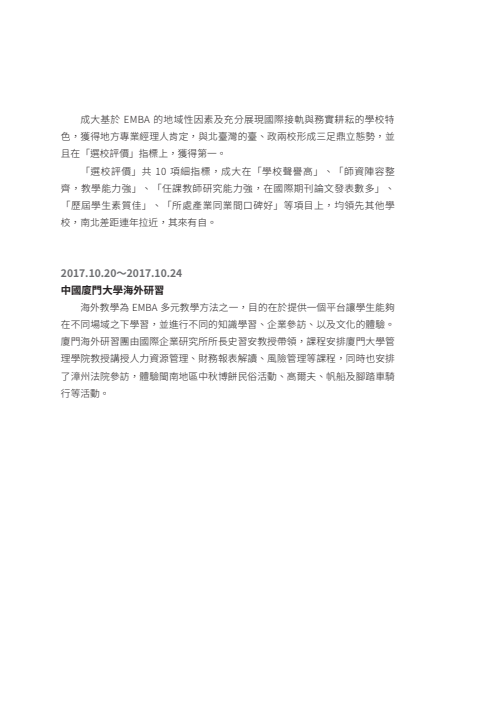 成大基於 EMBA 的地域性因素及充分展現國際接軌與務實耕耘的學校特
色，獲得地方專業經理人肯定，與北臺灣的臺、政兩校形成三足鼎立態勢，並
且在「選校評價」指標上，獲得第一。
「選校評價」共 10 項細指標，成大在「學校聲譽高」、「師資陣容整
齊，教學能力強」、「任課教師研究能力強，在國際期刊論文發表數多」、
「歷屆學生素質佳」、「所處產業同業間口碑好」等項目上，均領先其他學
校，南北差距連年拉近，其來有自。
2017.10.20～2017.10.24
中國廈門大學海外研習
海外教學為 EMBA 多元教學方法之一，目的在於提供一個平台讓學生能夠
在不同場域之下學習，並進行不同的知識學習、企業參訪、以及文化的體驗。
廈門海外研習團由國際企業研究所所長史習安教授帶領，課程安排廈門大學管
理學院教授講授人力資源管理、財務報表解讀、風險管理等課程，同時也安排
了漳州法院參訪，體驗閩南地區中秋博餅民俗活動、高爾夫、帆船及腳踏車騎
行等活動。